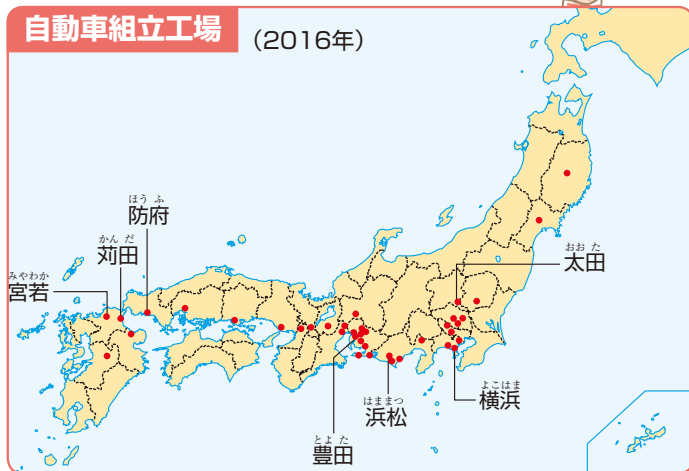 自動車組立工場
(2016年)
ほうふ
防府
かんだ
苅田
みやわか
宮若
おおた
太田
よこはま
横浜
はままつ
浜松
とよた
豊田